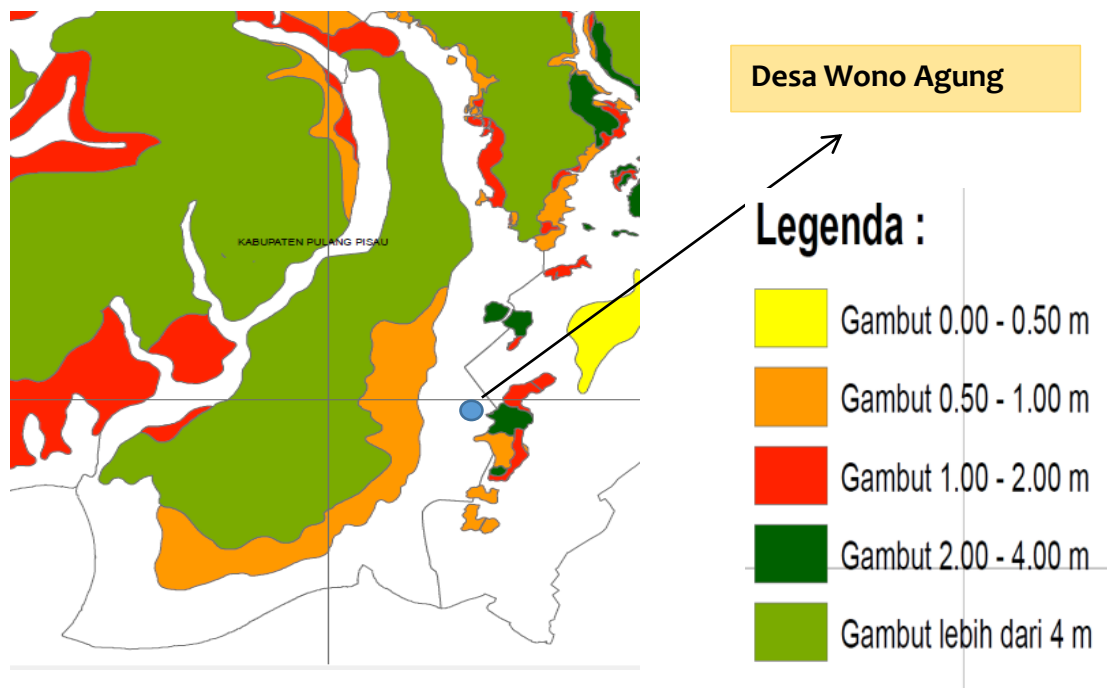 Desa Wono Agung
KABUPATEN PULANG PISAU
Legenda :
Gambut 0.00 - 0.50 m
Gambut 0.50 - 1.00 m
Gambut 1.00 - 2.00 m
Gambut 2.00 - 4.00 m
Gambut lebih dari 4 m